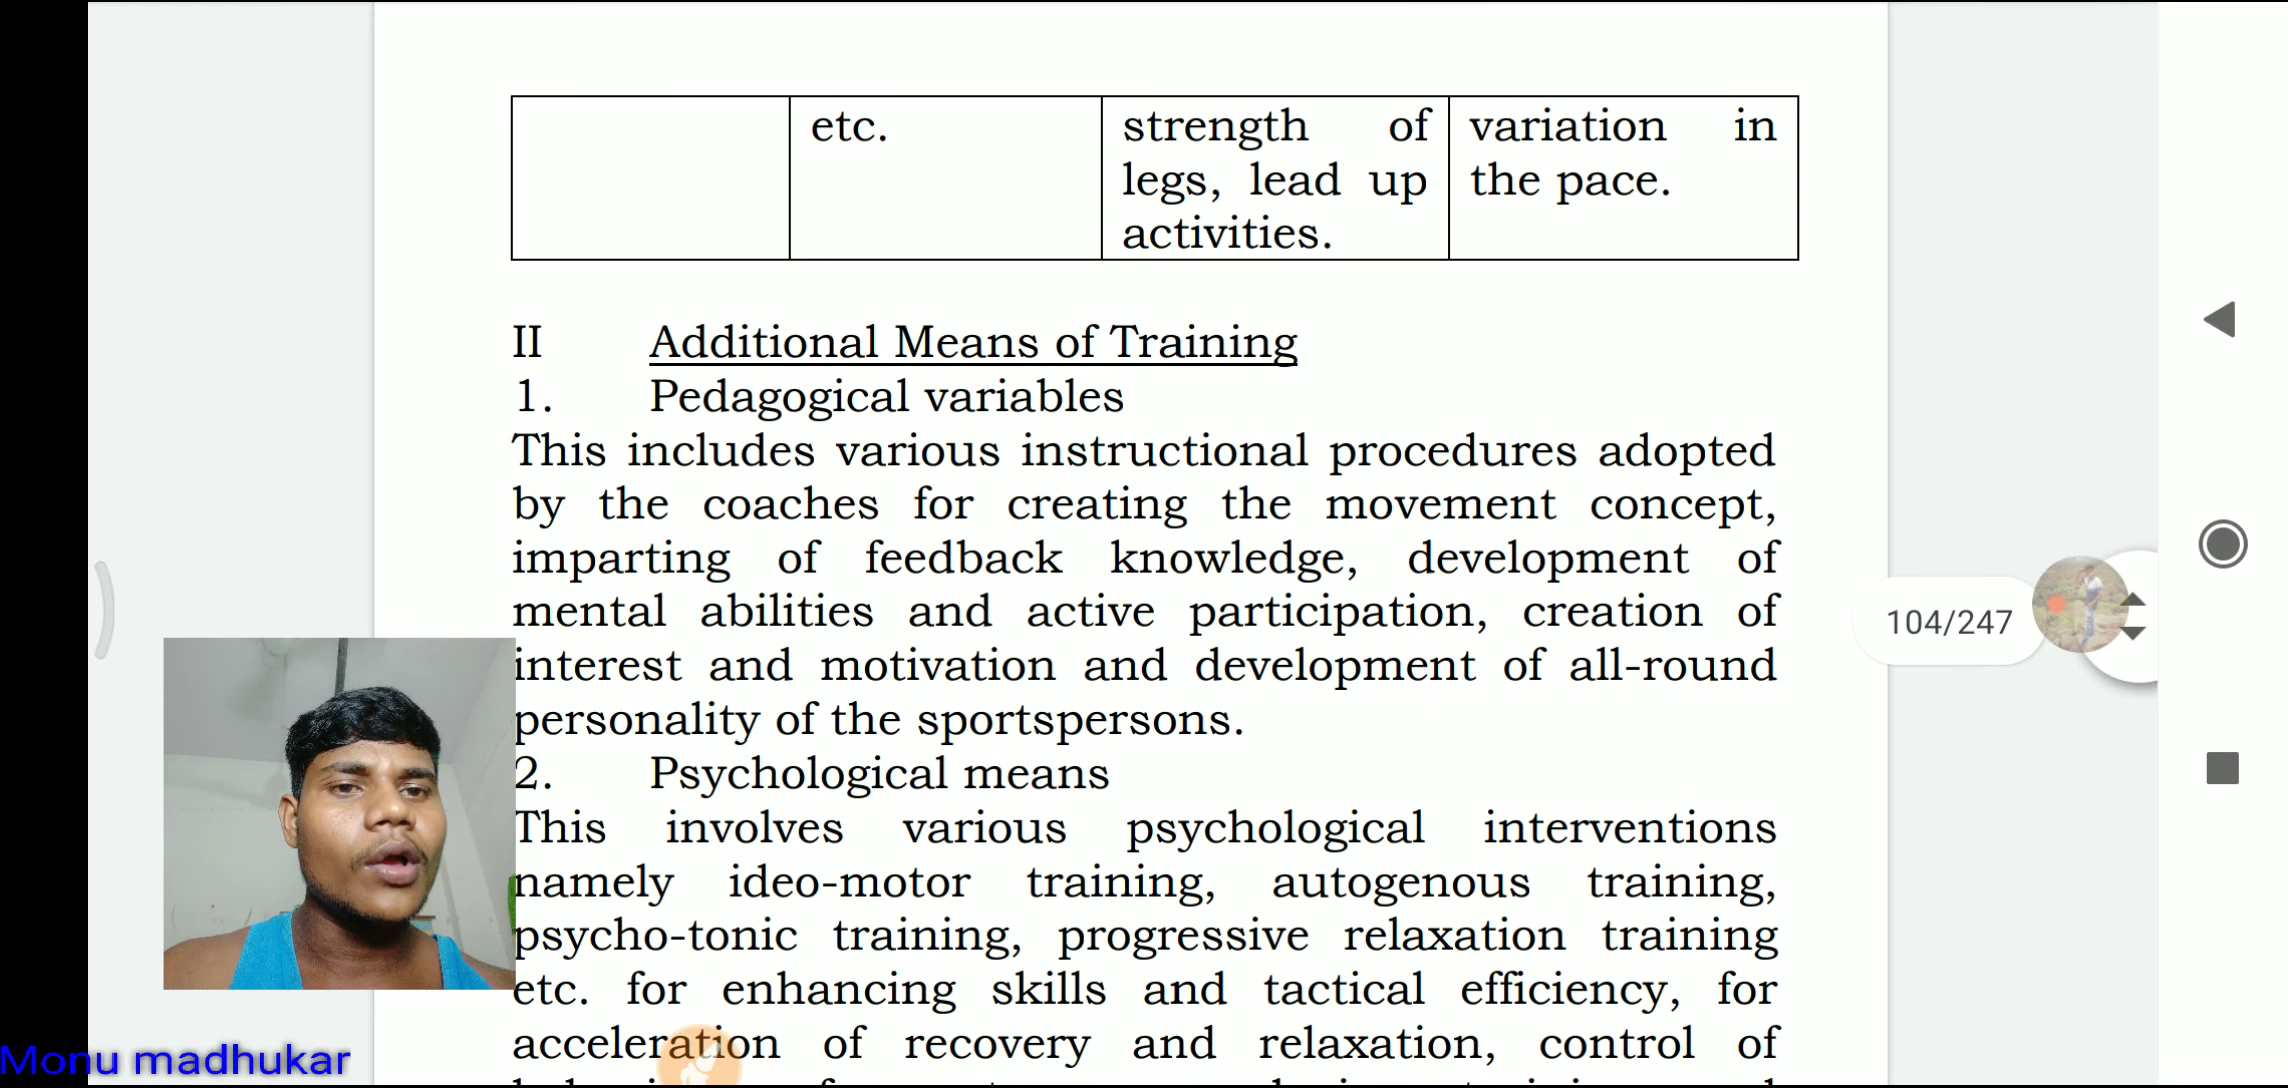 etc.
strength of
legs, lead up
activities.
variation in
the pace.
II Additional Means of Training
1. Pedagogical variables
This includes various instructional procedures adopted
by the coaches for creating the movement concept,
imparting of feedback knowledge, development of
mental abilities and active participation, creation of
interest and motivation and development of all-round
personality of the sportspersons.
2. Psychological means
This involves various psychological interventions
namely ideo-motor training, autogenous training,
psycho-tonic training, progressive relaxation training
etc. for enhancing skills and tactical efficiency, for
acceleration of recovery and relaxation, control of
104/247
Monu madhukar